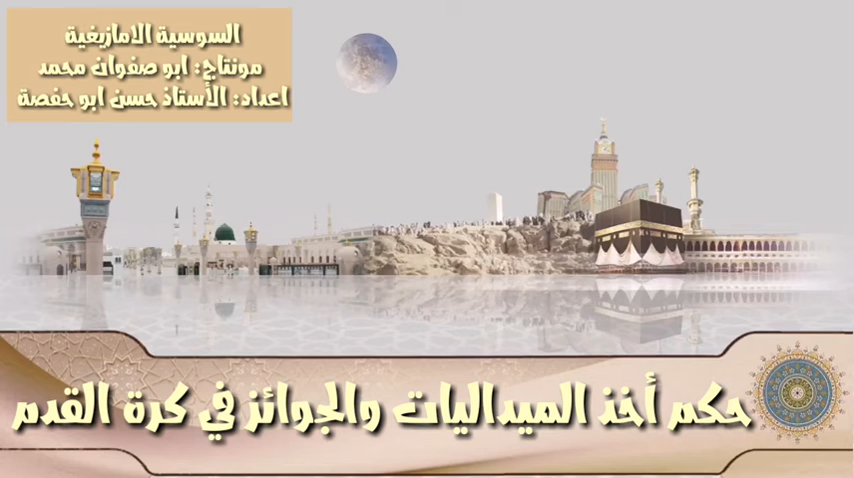 السوسية الامازيغية
مونتاج: ابو صفوان محمد
اعداد: الأستاذ حسن ابو حفصة
حكم أخذ الميداليات والجوائز في كرة القدم